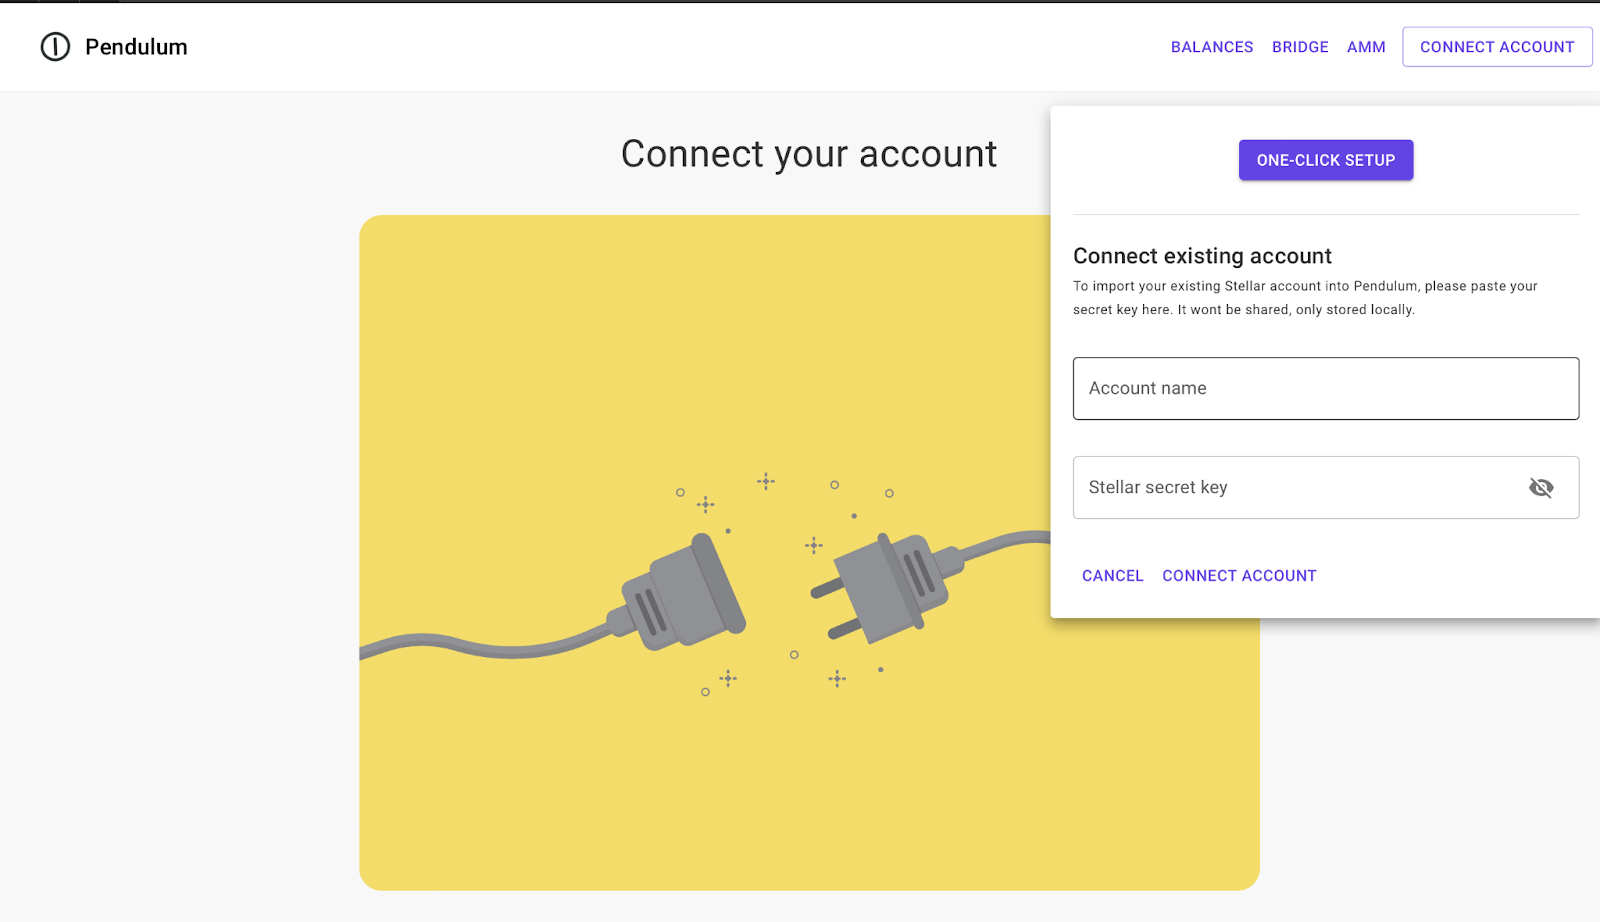 Pendulum
BALANCES BRIDGE AMM CONNECT ACCOUNT
Connect your account
ONE-CLICK SETUP
Connect existing account
To import your existing Stellar account into Pendulum, please paste your
secret key here. It wont be shared, only stored locally.
Account name
Stellar secret key
CANCEL CONNECT ACCOUNT